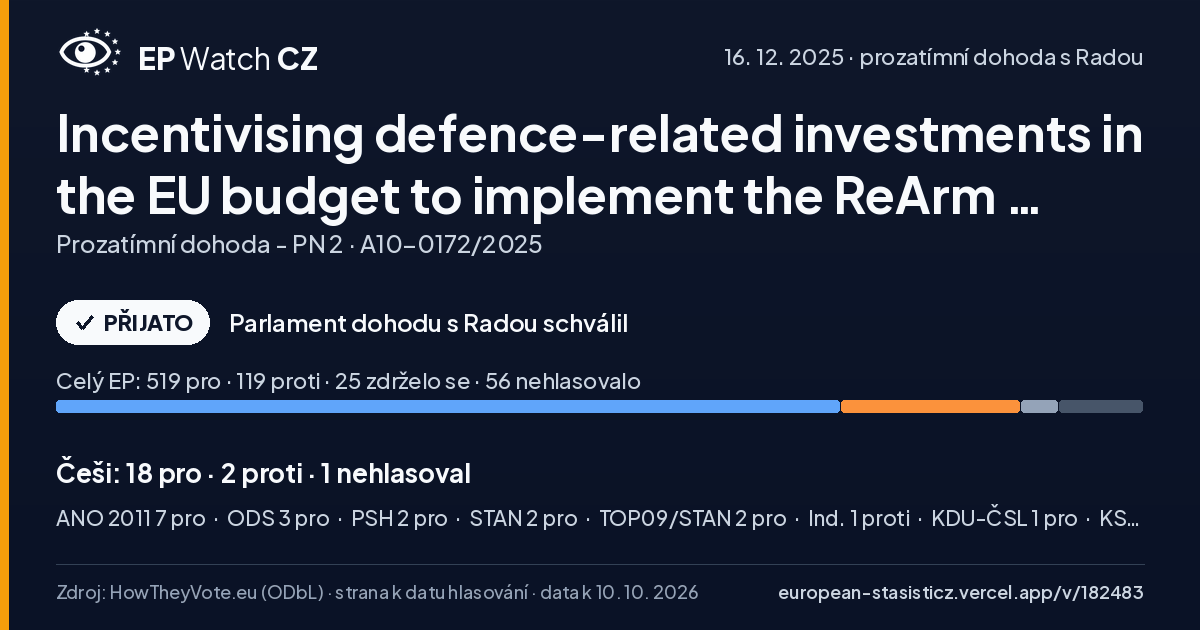 EP Watch CZ
16. 12. 2025 · prozatímní dohoda s Radou
Incentivising defence-related investments in
the EU budget to implement the ReArm …
Prozatímní dohoda – PN 2 · A10–0172/2025
✓ PŘIJATO Parlament dohodu s Radou schválil
Celý EP: 519 pro · 119 proti · 25 zdrželo se · 56 nehlasovalo
Češi: 18 pro · 2 proti · 1 nehlasoval
ANO 2011 7 pro · ODS 3 pro · PSH 2 pro · STAN 2 pro · TOP09/STAN 2 pro · Ind. 1 proti · KDU-ČSL 1 pro · KS…
Zdroj: HowTheyVote.eu (ODbL) · strana k datu hlasování · data k 10. 10. 2026
european-stasisticz.vercel.app/v/182483